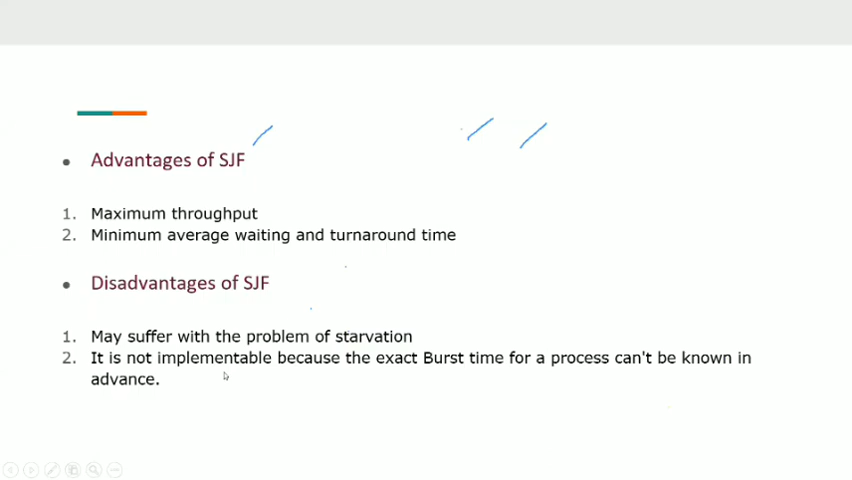 Advantages of SJF
1. Maximum throughput
2. Minimum average waiting and turnaround time
Disadvantages of SJF
1. May suffer with the problem of starvation
2. It is not implementable because the exact Burst time for a process can't be known in
advance.